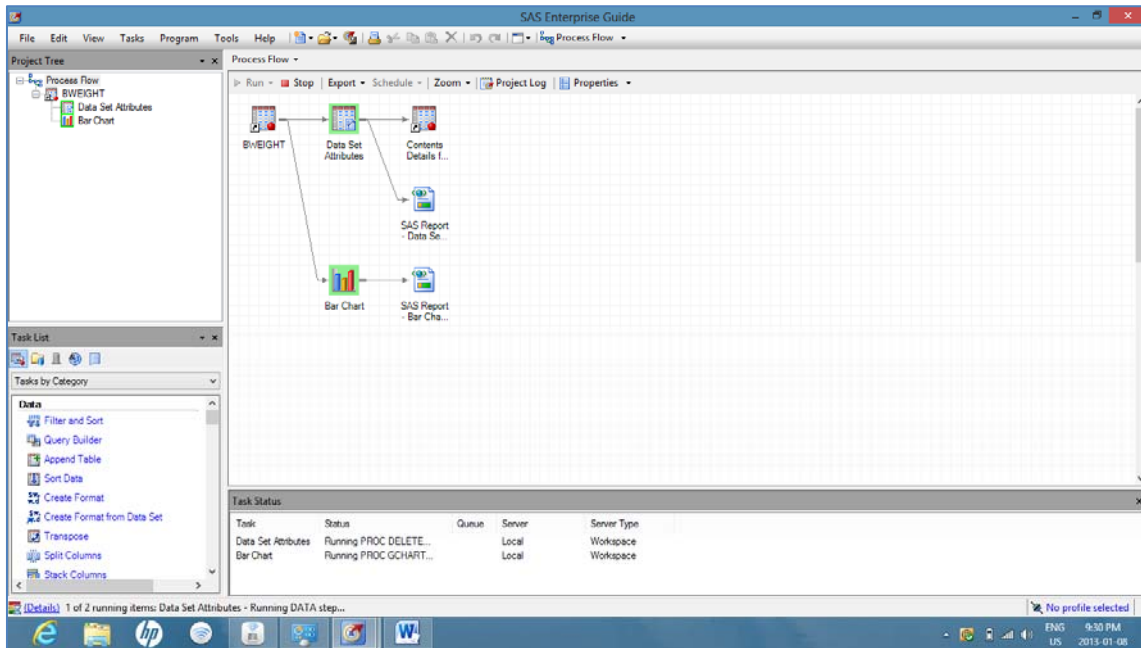 SAS Enterprise Guide
File Edit View Tasks Program Tools Help Process Flow
Project Tree
Process Flow
BWEIGHT
Data Set Attributes
Bar Chart
Process Flow
Run Stop Export Schedule Zoom Project Log Properties
BWEIGHT
Data Set
Attributes
Contents
Details f...
SAS Report
- Data Se...
Bar Chart
SAS Report
- Bar Cha...
Task List
Tasks by Category
Data
Filter and Sort
Query Builder
Append Table
Sort Data
Create Format
Create Format from Data Set
Transpose
Split Columns
Stack Columns
Task Status
Task Status Queue Server Server Type
Data Set Attributes Running PROC DELETE... Local Workspace
Bar Chart Running PROC GCHART... Local Workspace
(Details) 1 of 2 running items: Data Set Attributes - Running DATA step...
No profile selected
hp
W
ENG
US
9:30 PM
2013-01-08